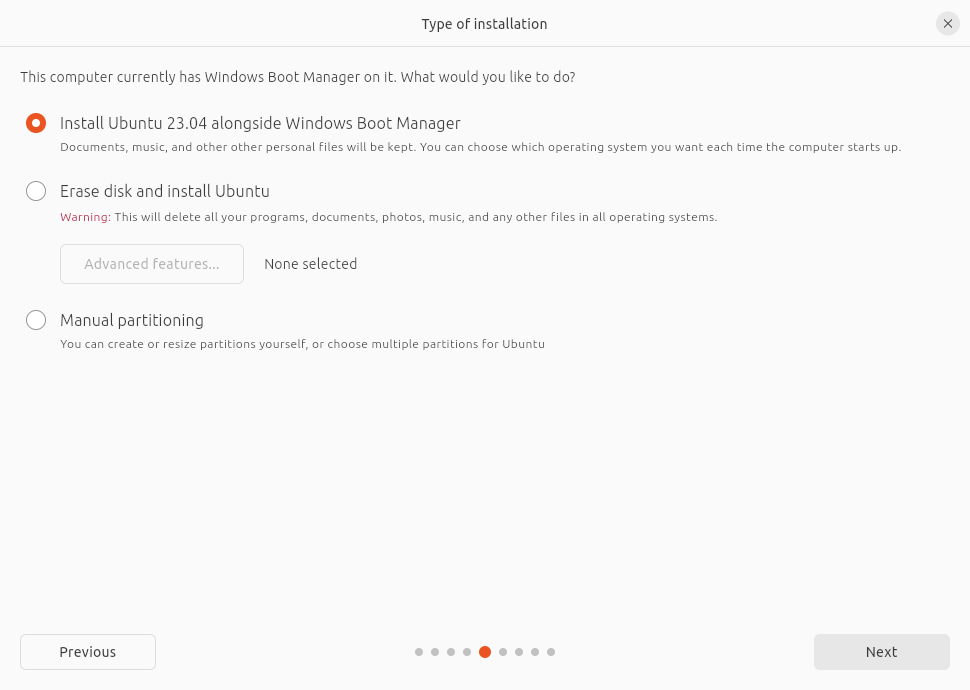 Type of installation
This computer currently has Windows Boot Manager on it. What would you like to do?
Install Ubuntu 23.04 alongside Windows Boot Manager
Documents, music, and other other personal files will be kept. You can choose which operating system you want each time the computer starts up.
Erase disk and install Ubuntu
Warning: This will delete all your programs, documents, photos, music, and any other files in all operating systems.
Advanced features...
None selected
Manual partitioning
You can create or resize partitions yourself, or choose multiple partitions for Ubuntu
Previous
Next